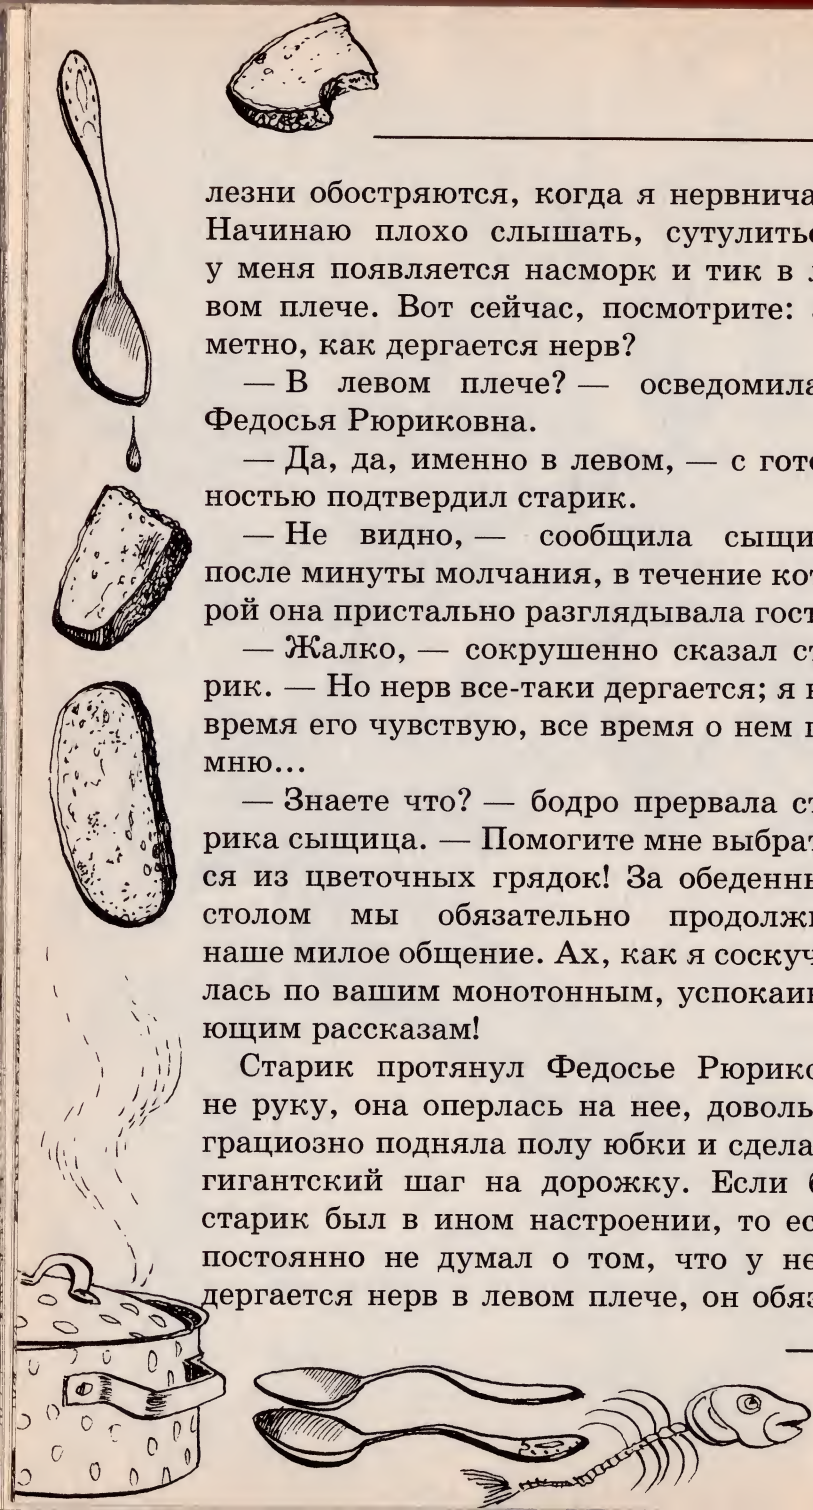 лезни обостряются, когда я нервнича
Начинаю плохо слышать, сутулитьс
у меня появляется насморк и тик в л
вом плече. Вот сейчас, посмотрите: з
метно, как дергается нерв?
— В левом плече? — осведомила
Федосья Рюриковна.
— Да, да, именно в левом, — с гото
ностью подтвердил старик.
— Не видно, — сообщила сыщи
после минуты молчания, в течение кот
рой она пристально разглядывала гост
— Жалко, — сокрушенно сказал ст
рик. — Но нерв все-таки дергается; я в
время его чувствую, все время о нем п
мню...
— Знаете что? — бодро прервала ст
рика сыщица. — Помогите мне выбрат
ся из цветочных грядок! За обеденны
столом мы обязательно продолжи
наше милое общение. Ах, как я соскуч
лась по вашим монотонным, успокаив
ющим рассказам!
Старик протянул Федосье Рюрико
не руку, она оперлась на нее, доволь
грациозно подняла полу юбки и сдела
гигантский шаг на дорожку. Если б
старик был в ином настроении, то ес
постоянно не думал о том, что у не
дергается нерв в левом плече, он обяз